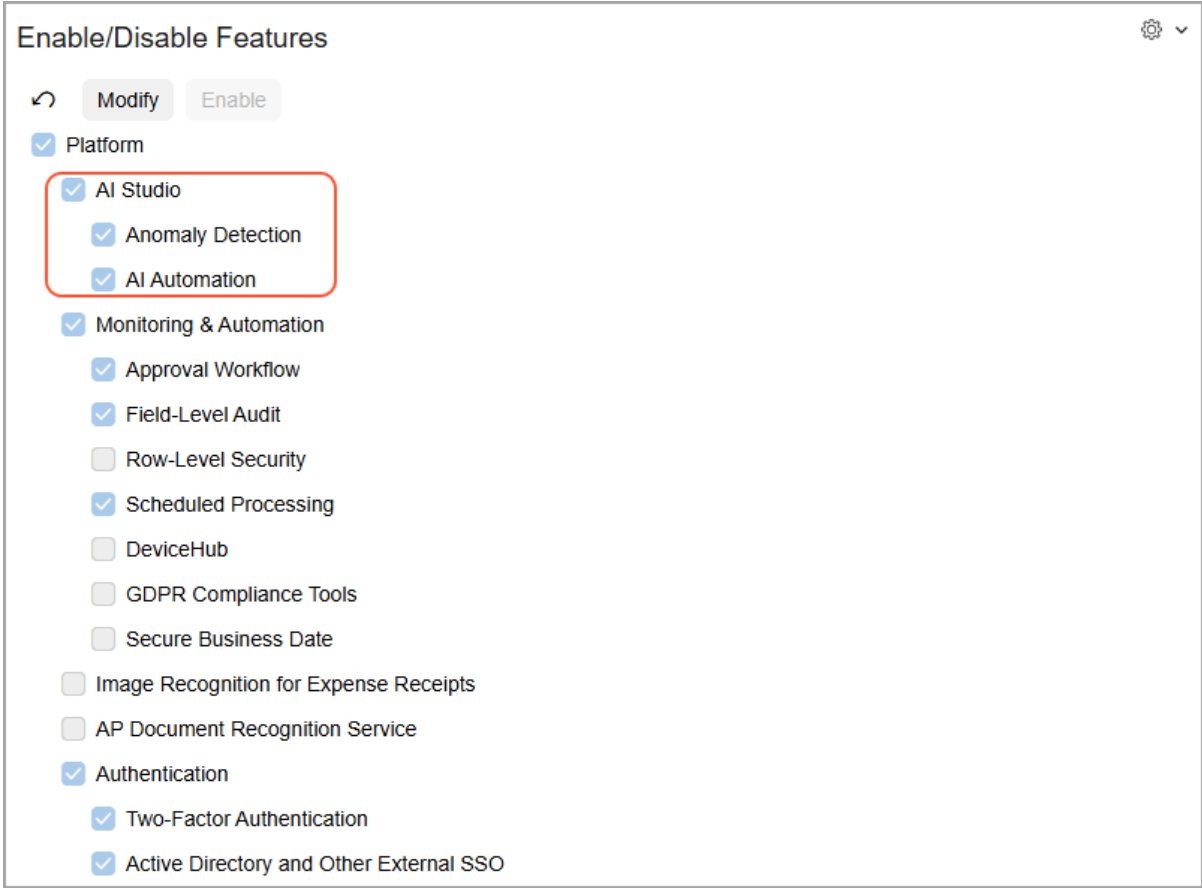 Enable/Disable Features
Modify Enable
Platform
AI Studio
Anomaly Detection
AI Automation
Monitoring & Automation
Approval Workflow
Field-Level Audit
Row-Level Security
Scheduled Processing
DeviceHub
GDPR Compliance Tools
Secure Business Date
Image Recognition for Expense Receipts
AP Document Recognition Service
Authentication
Two-Factor Authentication
Active Directory and Other External SSO